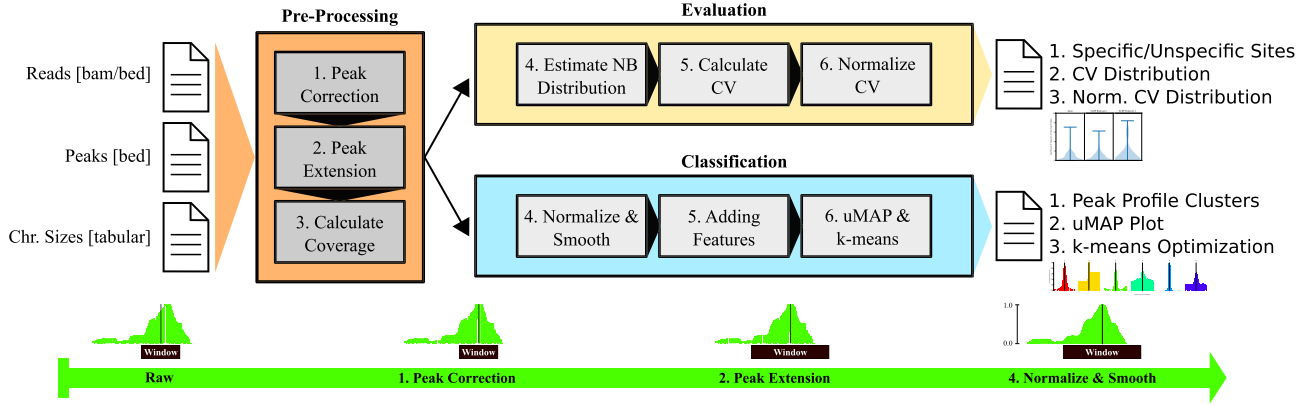 Pre-Processing
Evaluation
Reads [bam/bed]
Peaks [bed]
Chr. Sizes [tabular]
1. Peak
Correction
2. Peak
Extension
3. Calculate
Coverage
4. Estimate NB
Distribution
5. Calculate
CV
6. Normalize
CV
1. Specific/Unspecific Sites
2. CV Distribution
3. Norm. CV Distribution
Classification
4. Normalize &
Smooth
5. Adding
Features
6. uMAP &
k-means
1. Peak Profile Clusters
2. uMAP Plot
3. k-means Optimization
Window
Window
Window
1.0
0.0
Window
Raw
1. Peak Correction
2. Peak Extension
4. Normalize & Smooth